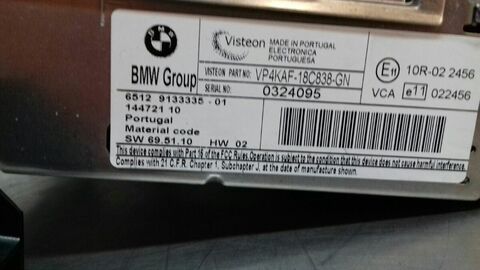 BMW
Visteon
MADE IN PORTUGAL
ELECTRONICA
PORTUGUESA
BMW Group
VISTEON PART NO: VP4KAF-18C838-GN
SERIAL NO: 0324095
E11 10R-02 2456
VCA e11 022456
6512 9133335 - 01
144721 10
Portugal
Material code
SW 69.51.10 HW 02
This device complies with Part 15 of the FCC Rules. Operation is subject to the condition that this device does not cause harmful interference
Complies with 21 C.F.R. Chapter 1, Subchapter J, at date of manufacture.